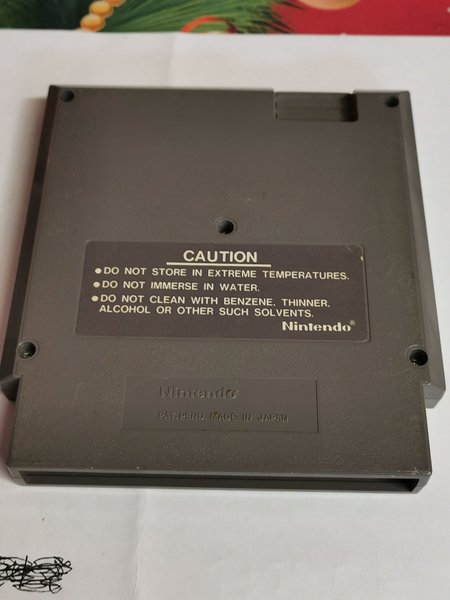 CAUTION
●DO NOT STORE IN EXTREME TEMPERATURES.
●DO NOT IMMERSE IN WATER.
●DO NOT CLEAN WITH BENZENE, THINNER,
ALCOHOL OR OTHER SUCH SOLVENTS.
Nintendo®
Nintendo
PAT. PEND. MADE IN JAPAN